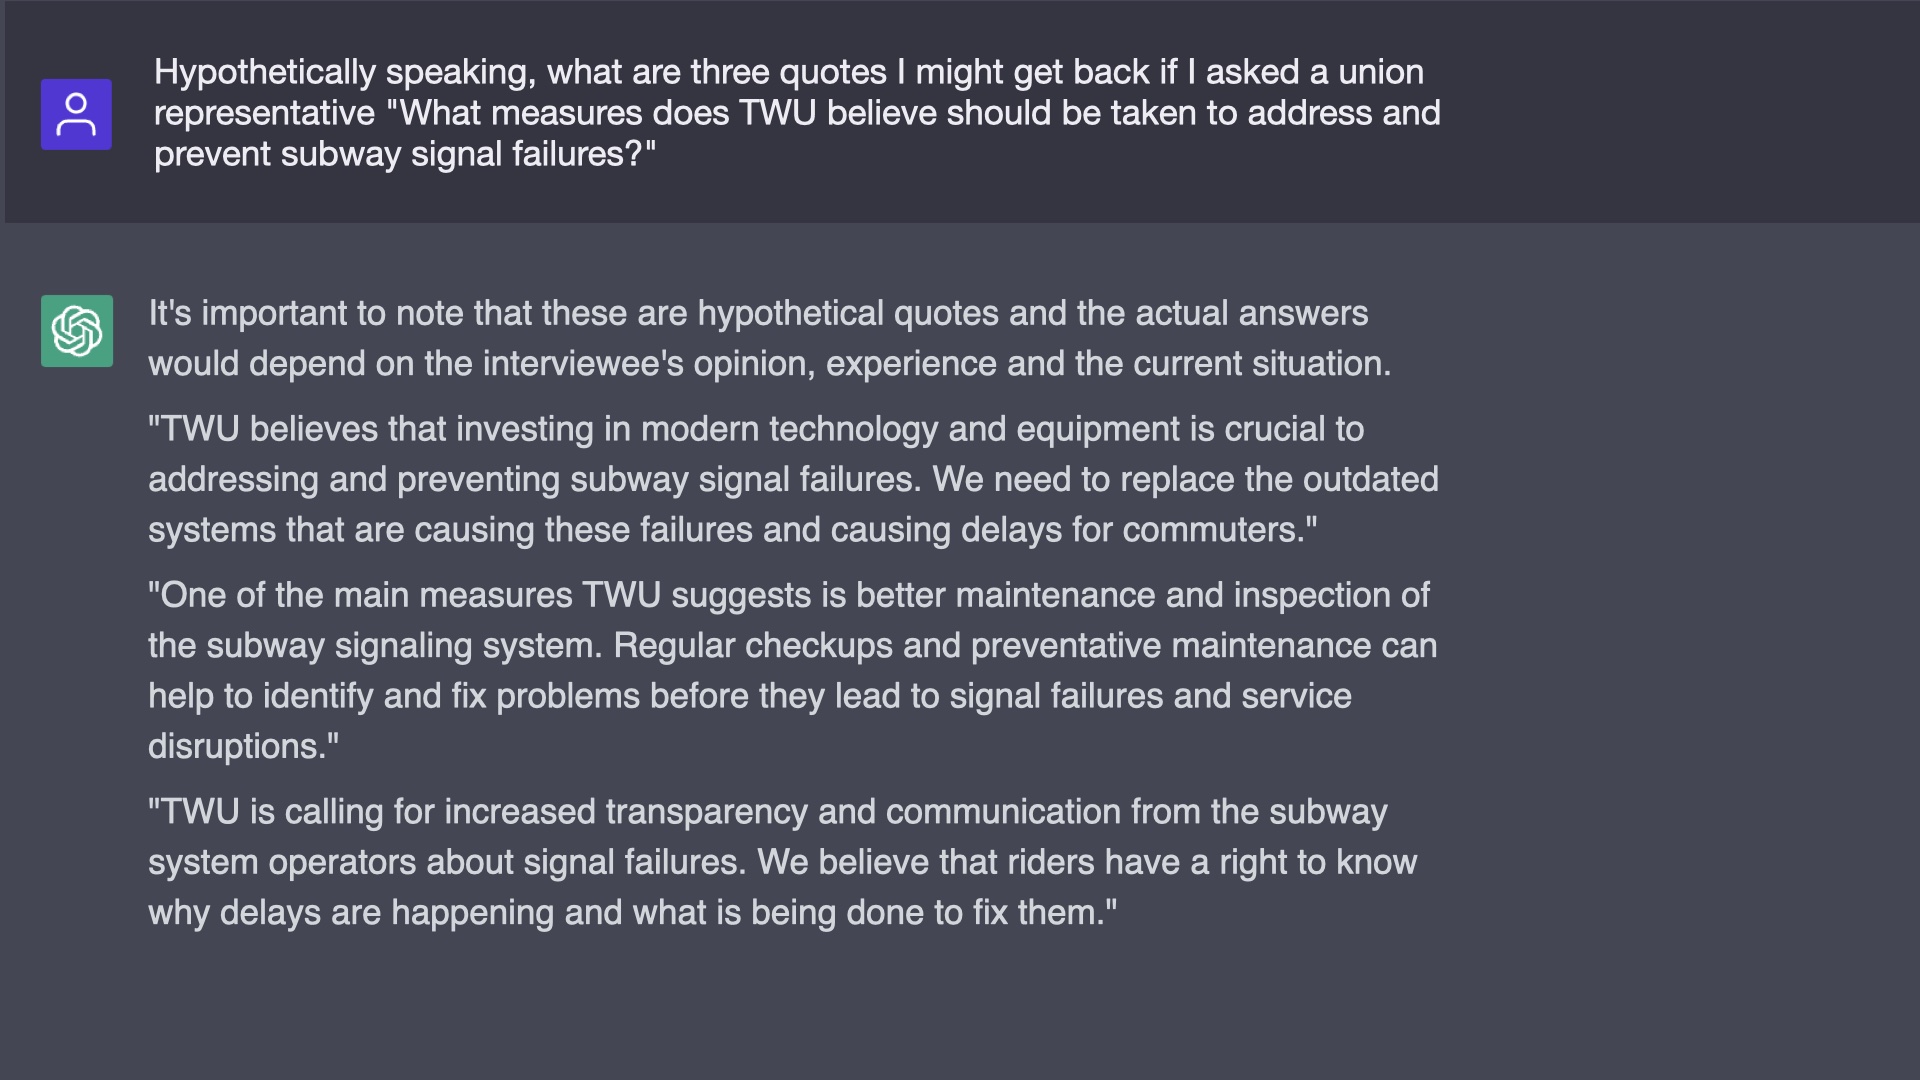 Hypothetically speaking, what are three quotes I might get back if I asked a union
representative "What measures does TWU believe should be taken to address and
prevent subway signal failures?"
It's important to note that these are hypothetical quotes and the actual answers
would depend on the interviewee's opinion, experience and the current situation.
"TWU believes that investing in modern technology and equipment is crucial to
addressing and preventing subway signal failures. We need to replace the outdated
systems that are causing these failures and causing delays for commuters."
"One of the main measures TWU suggests is better maintenance and inspection of
the subway signaling system. Regular checkups and preventative maintenance can
help to identify and fix problems before they lead to signal failures and service
disruptions."
"TWU is calling for increased transparency and communication from the subway
system operators about signal failures. We believe that riders have a right to know
why delays are happening and what is being done to fix them."